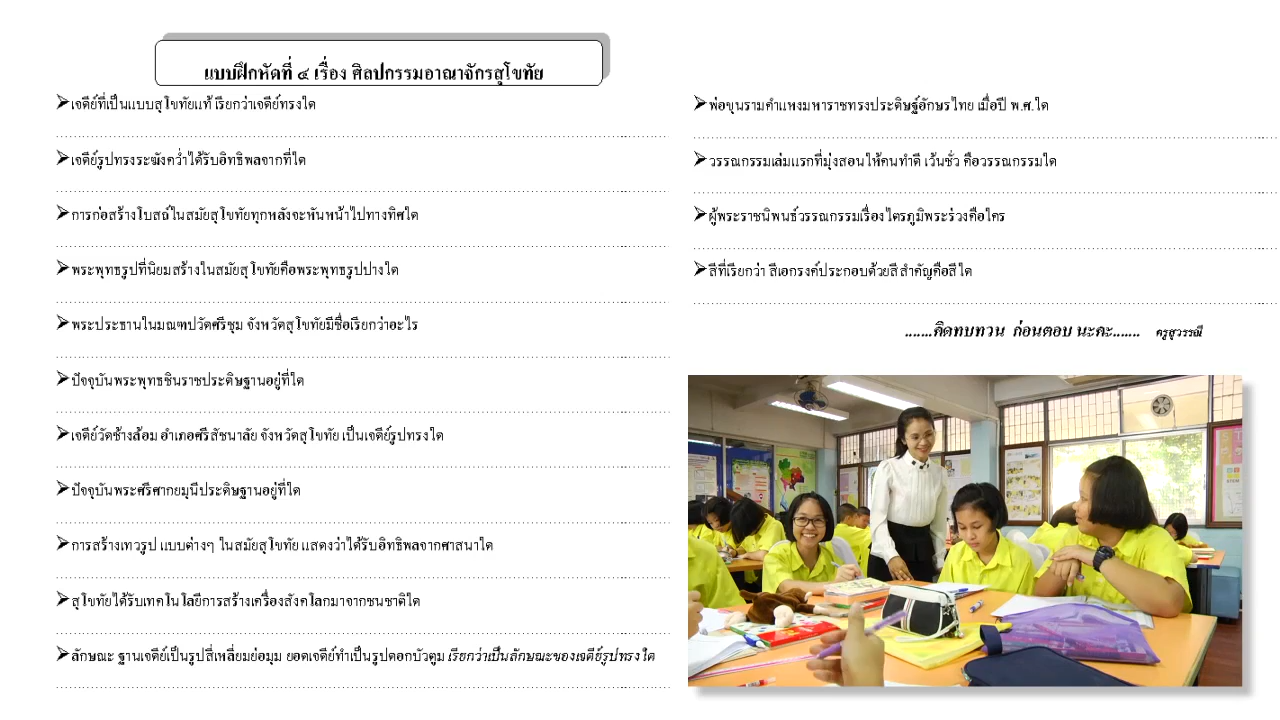 แบบฝึกหัดที่ ๔ เรื่อง ศิลปกรรมอาณาจักรสุโขทัย
➢เจดีย์ที่เป็นแบบสุโขทัยแท้ เรียกว่าเจดีย์ทรงใด
➢เจดีย์รูปทรงระฆังคว่ำได้รับอิทธิพลจากที่ใด
➢การก่อสร้างโบสถ์ในสมัยสุโขทัยทุกหลังจะหันหน้าไปทางทิศใด
➢พระพุทธรูปที่นิยมสร้างในสมัยสุโขทัยคือพระพุทธรูปปางใด
➢พระประธานในมณฑปวัดศรีชุม จังหวัดสุโขทัยมีชื่อเรียกว่าอะไร
➢ปัจจุบันพระพุทธชินราชประดิษฐานอยู่ที่ใด
➢เจดีย์วัดช้างล้อม อำเภอศรีสัชนาลัย จังหวัดสุโขทัย เป็นเจดีย์รูปทรงใด
➢ปัจจุบันพระศรีศากยมุนีประดิษฐานอยู่ที่ใด
➢การสร้างเทวรูป แบบต่างๆ ในสมัยสุโขทัย แสดงว่าได้รับอิทธิพลจากศาสนาใด
➢สุโขทัยได้รับเทคโนโลยีการสร้างเครื่องสังคโลกมาจากชนชาติใด
➢ลักษณะ ฐานเจดีย์เป็นรูปสี่เหลี่ยมย่อมุม ยอดเจดีย์ทำเป็นรูปดอกบัวตูม เรียกว่าเป็นลักษณะของเจดีย์รูปทรงใด
➢พ่อขุนรามคำแหงมหาราชทรงประดิษฐ์อักษรไทย เมื่อปี พ.ศ.ใด
➢วรรณกรรมเล่มแรกที่มุ่งสอนให้คนทำดี เว้นชั่ว คือวรรณกรรมใด
➢ผู้พระราชนิพนธ์วรรณกรรมเรื่องไตรภูมิพระร่วงคือใคร
➢สีที่เรียกว่า สีเอกรงค์ประกอบด้วยสีสำคัญคือสีใด
.......คิดทบทวน ก่อนตอบ นะคะ....... ครูสุวรรณี